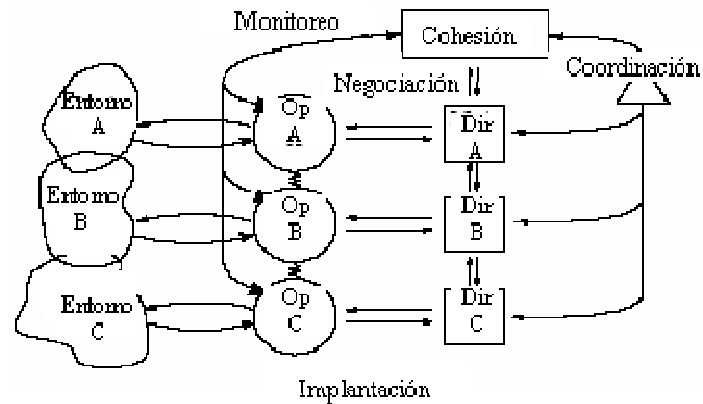 Monitoreo
Cohesión
Coordinación
Negociación
Entorno
A
Op
A
Dir
A
Entorno
B
Op
B
Dir
B
Entorno
C
Op
C
Dir
C
Implantación